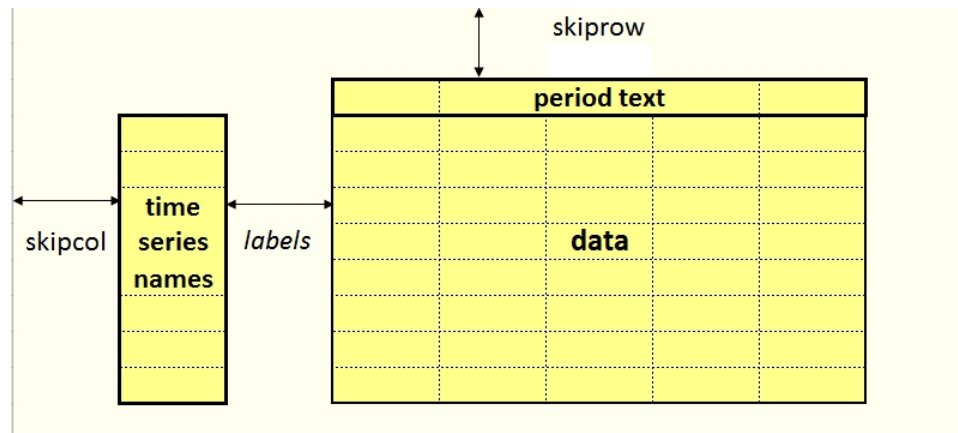 skiprow
period text
time
series
names
skipcol
labels
data